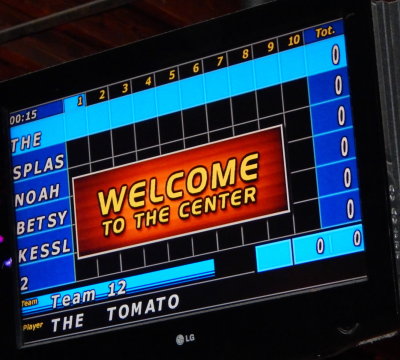 00:15 1 2 3 4 5 6 7 8 9 10 Tot.
THE 0
SPLAS 0
NOAH 0
BETSY 0
KESSL 0
2 0
WELCOME
TO THE CENTER
Team Team 12 0 0
Player THE TOMATO
LG